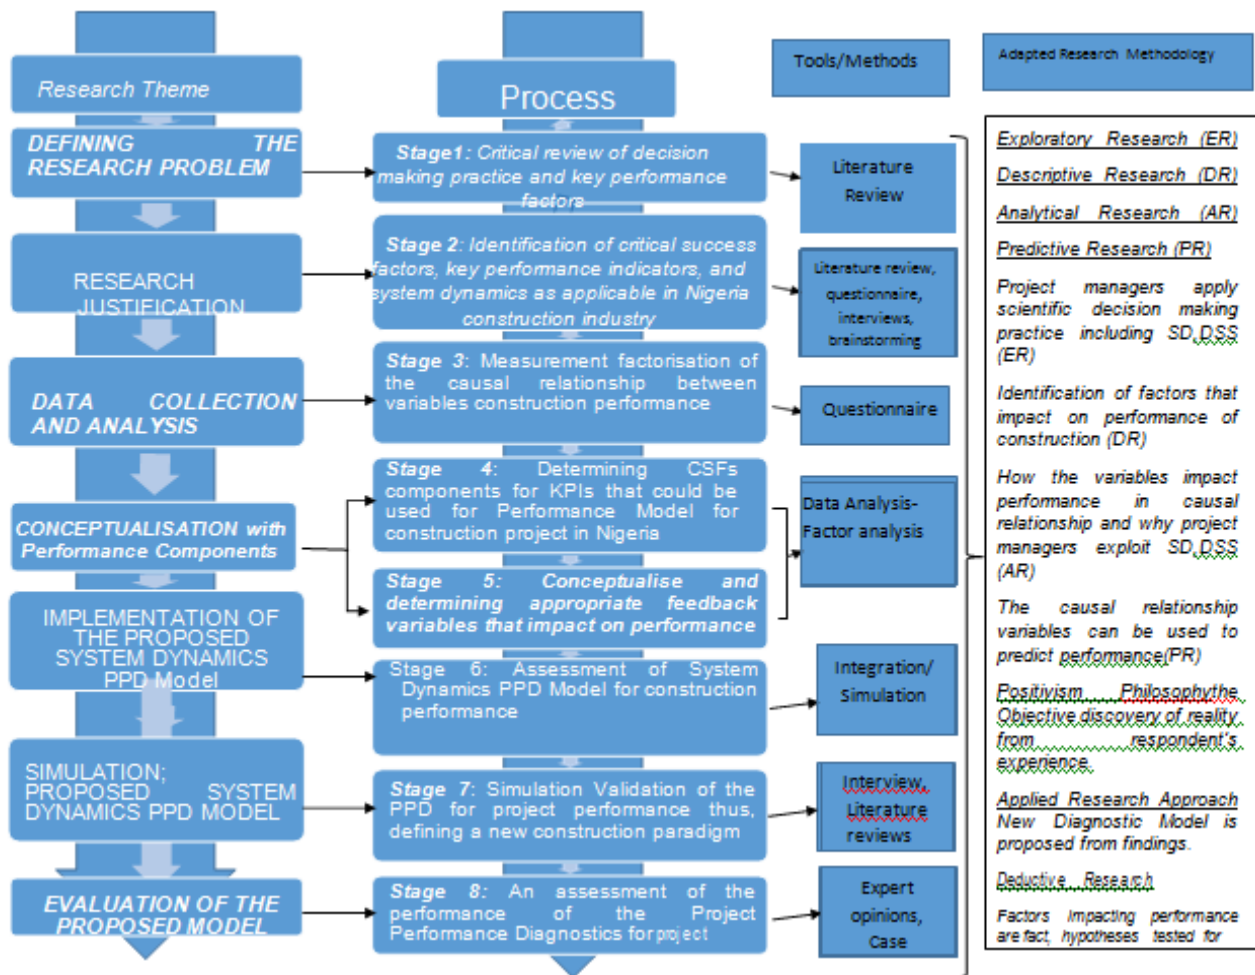 Research Theme
DEFINING THE
RESEARCH PROBLEM
RESEARCH
JUSTIFICATION
DATA COLLECTION
AND ANALYSIS
CONCEPTUALISATION with
Performance Components
IMPLEMENTATION OF
THE PROPOSED
SYSTEM DYNAMICS
PPD Model
SIMULATION;
PROPOSED SYSTEM
DYNAMICS PPD MODEL
EVALUATION OF THE
PROPOSED MODEL
Process
Stage1: Critical review of decision
making practice and key performance
factors
Stage 2: Identification of critical success
factors, key performance indicators, and
system dynamics as applicable in Nigeria
construction industry
Stage 3: Measurement factorisation of
the causal relationship between
variables construction performance
Stage 4: Determining CSFs
components for KPIs that could be
used for Performance Model for
construction project in Nigeria
Stage 5: Conceptualise and
determining appropriate feedback
variables that impact on performance
Stage 6: Assessment of System
Dynamics PPD Model for construction
performance
Stage 7: Simulation Validation of the
PPD for project performance thus,
defining a new construction paradigm
Stage 8: An assessment of the
performance of the Project
Performance Diagnostics for project
Tools/Methods
Literature
Review
Literature review,
questionnaire,
interviews,
brainstorming
Questionnaire
Data Analysis-
Factor analysis
Integration/
Simulation
Interview,
Literature
reviews
Expert
opinions,
Case
Adapted Research Methodology
Exploratory Research (ER)
Descriptive Research (DR)
Analytical Research (AR)
Predictive Research (PR)
Project managers apply
scientific decision making
practice including SD,DSS
(ER)
Identification of factors that
impact on performance of
construction (DR)
How the variables impact
performance in causal
relationship and why project
managers exploit SD,DSS
(AR)
The causal relationship
variables can be used to
predict performance(PR)
Positivism Philosophythe
Objective discovery of reality
from respondent's
experience.
Applied Research Approach
New Diagnostic Model is
proposed from findings.
Deductive Research
Factors impacting performance
are fact, hypotheses tested for